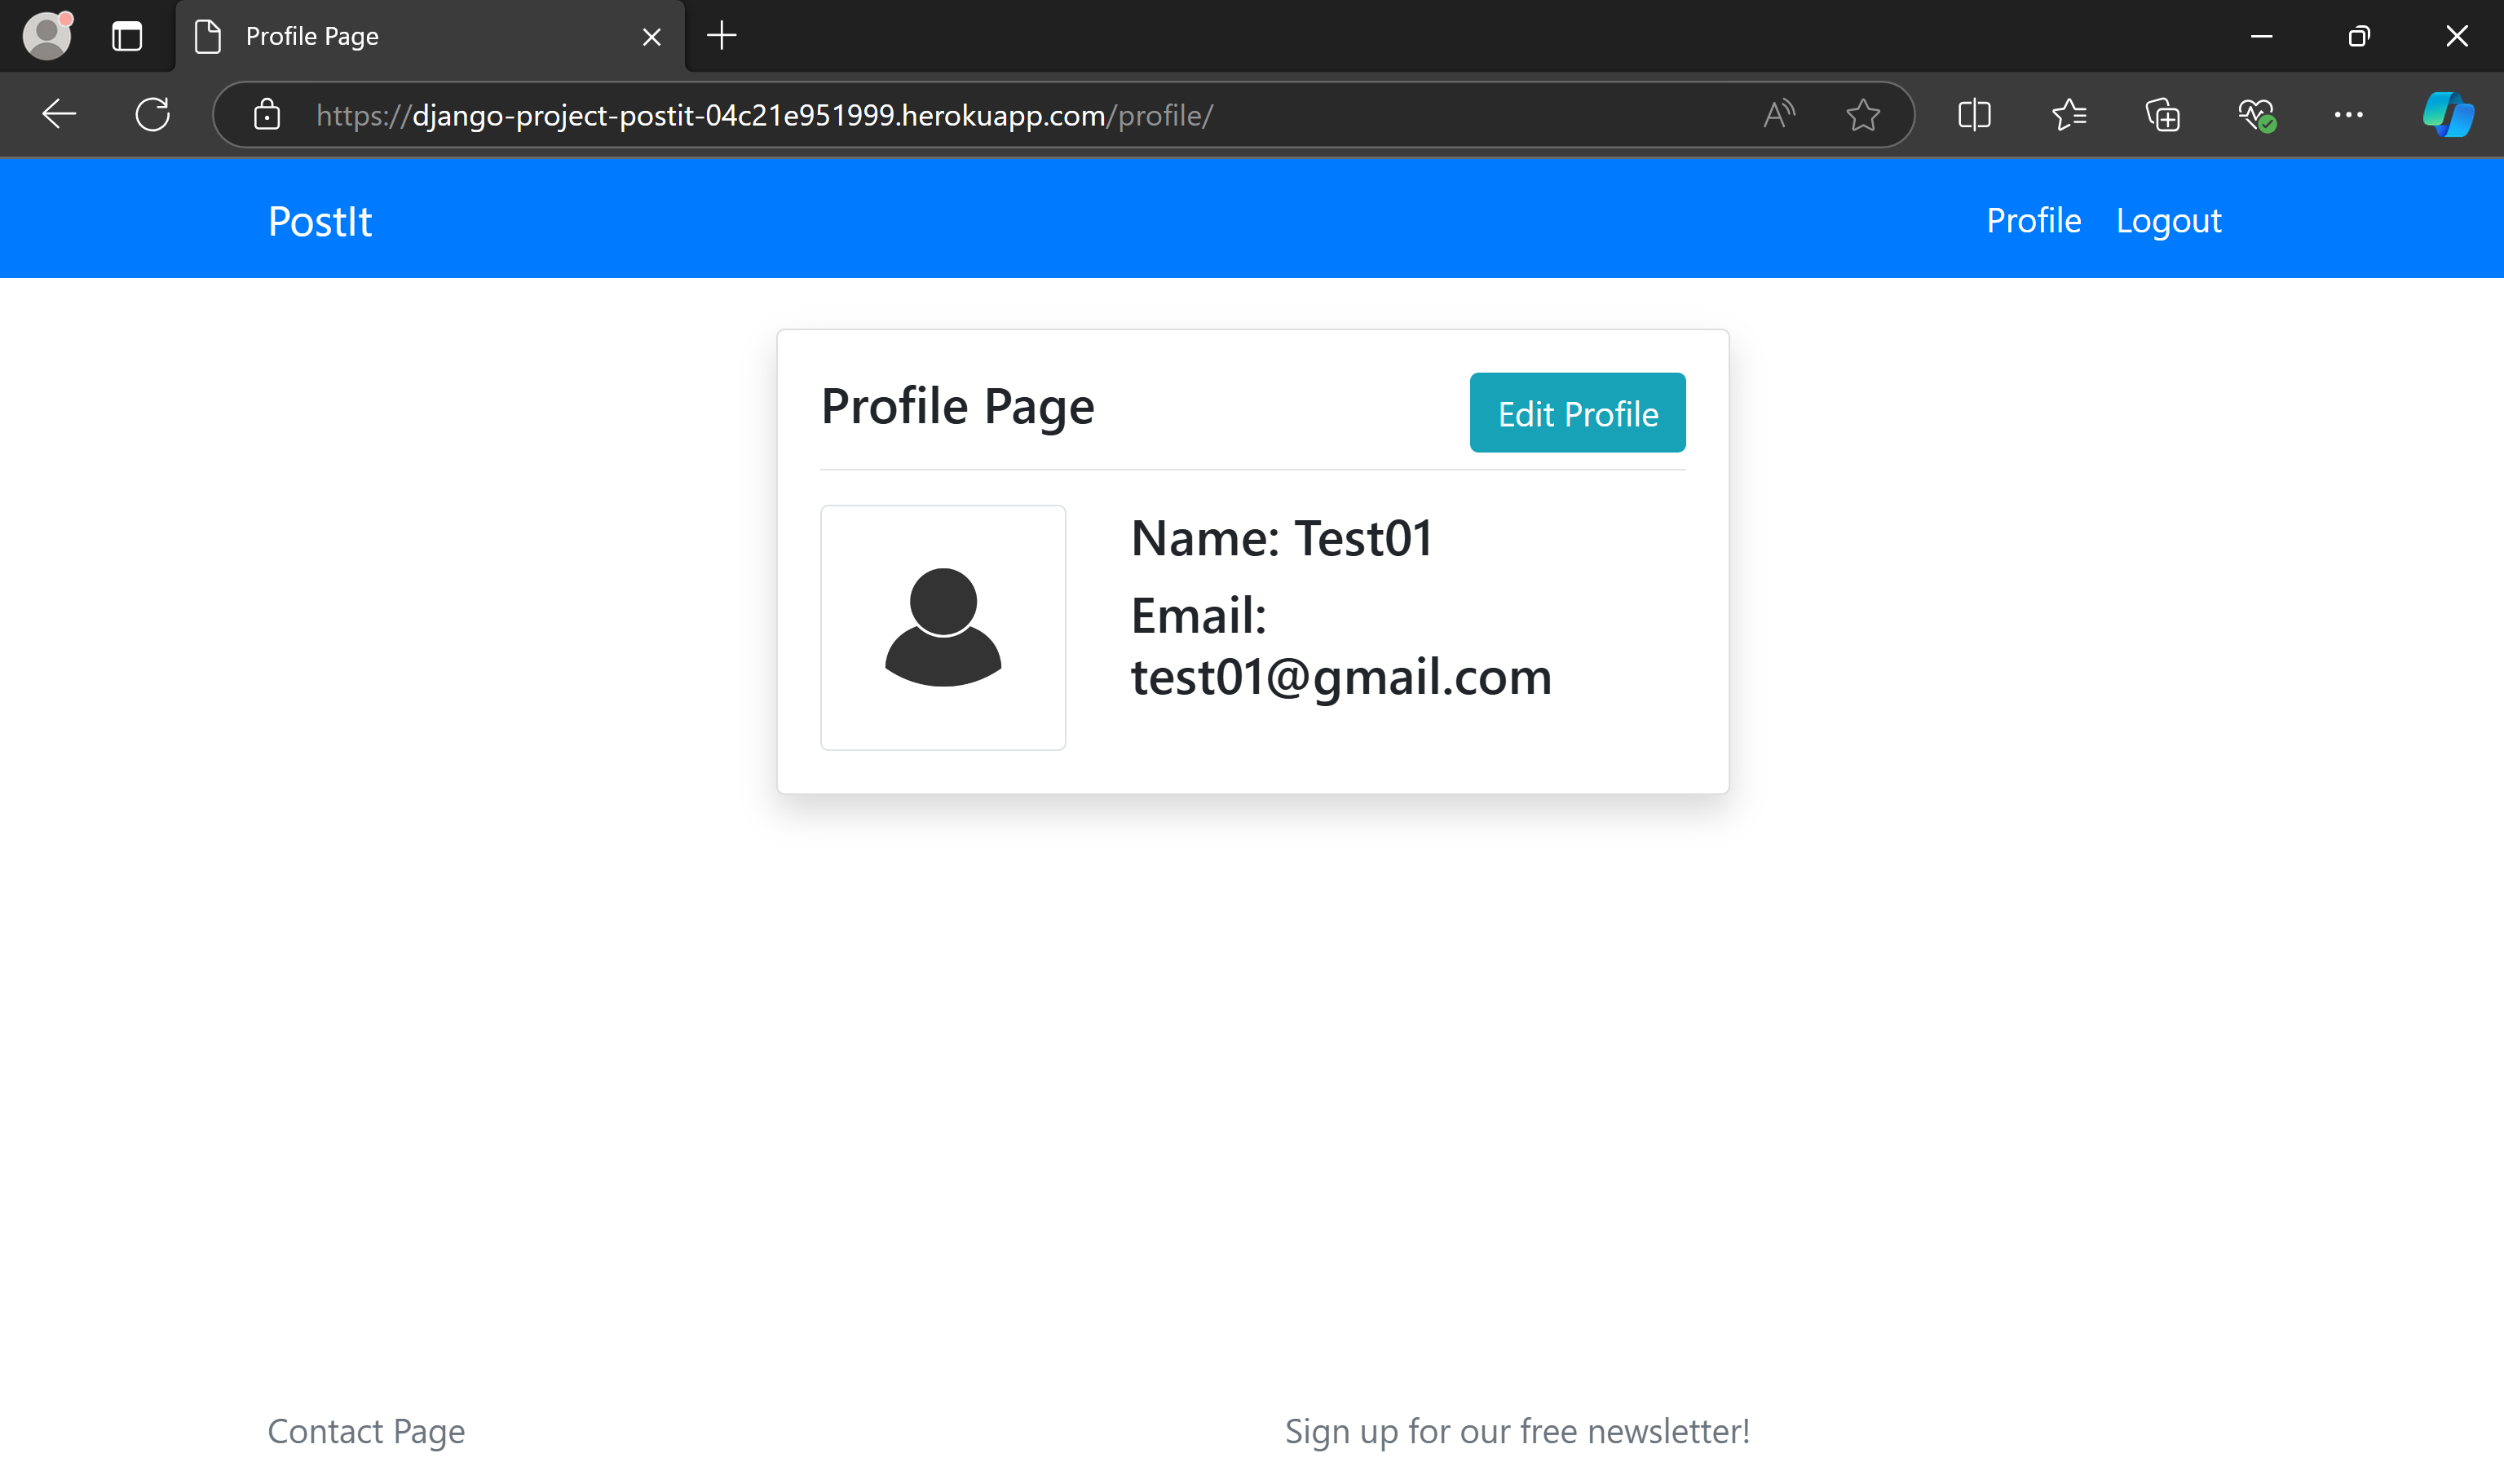 Profile Page
https://django-project-postit-04c21e951999.herokuapp.com/profile/
PostIt
Profile Logout
Profile Page
Edit Profile
Name: Test01
Email:
test01@gmail.com
Contact Page
Sign up for our free newsletter!